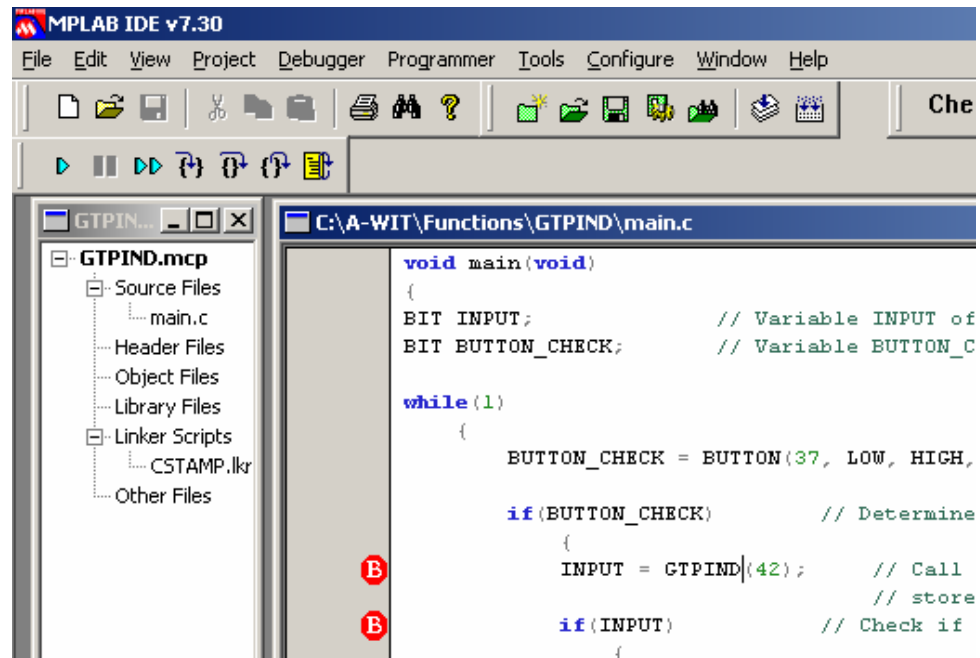 MPLAB IDE v7.30
File Edit View Project Debugger Programmer Tools Configure Window Help
Che
GTPIN...
GTPIND.mcp
Source Files
main.c
Header Files
Object Files
Library Files
Linker Scripts
CSTAMP.lkr
Other Files
C:\A-WIT\Functions\GTPIND\main.c
void main(void)
{
BIT INPUT; // Variable INPUT of
BIT BUTTON_CHECK; // Variable BUTTON_C
while(1)
{
BUTTON_CHECK = BUTTON(37, LOW, HIGH,
if(BUTTON_CHECK) // Determine
{
B INPUT = GTPIND(42); // Call
// store
B if(INPUT) // Check if
{